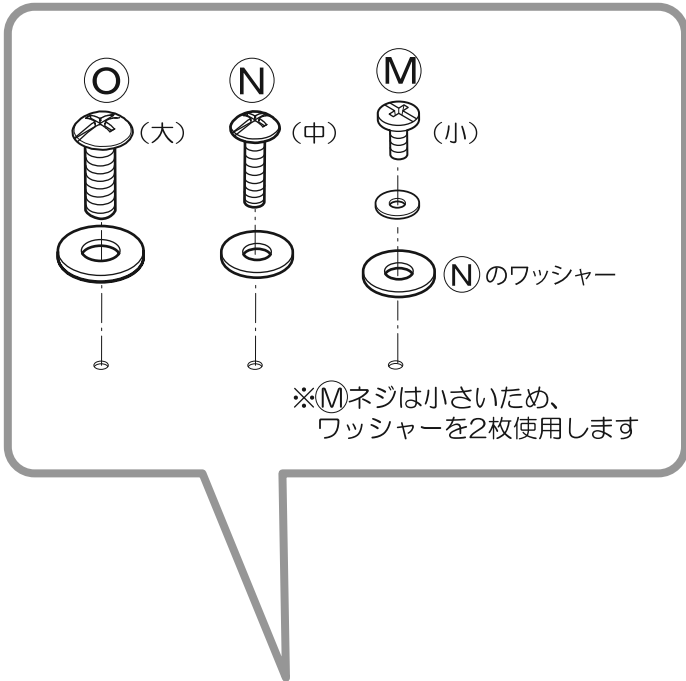 Ⓞ Ⓝ Ⓜ
（大） （中） （小）
Ⓝのワッシャー
※Ⓜネジは小さいため、
ワッシャーを2枚使用します